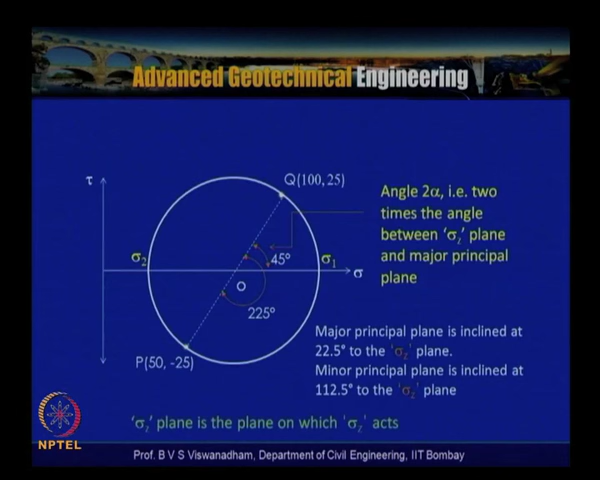 Advanced Geotechnical Engineering
τ
Q(100,25)
σ₂
45°
σ₁
σ
O
225°
P(50, -25)
Angle 2α, i.e. two
times the angle
between 'σz' plane
and major principal
plane
Major principal plane is inclined at
22.5° to the 'σz' plane.
Minor principal plane is inclined at
112.5° to the 'σz' plane
'σz' plane is the plane on which 'σz' acts
NPTEL
Prof. B V S Viswanadham, Department of Civil Engineering, IIT Bombay